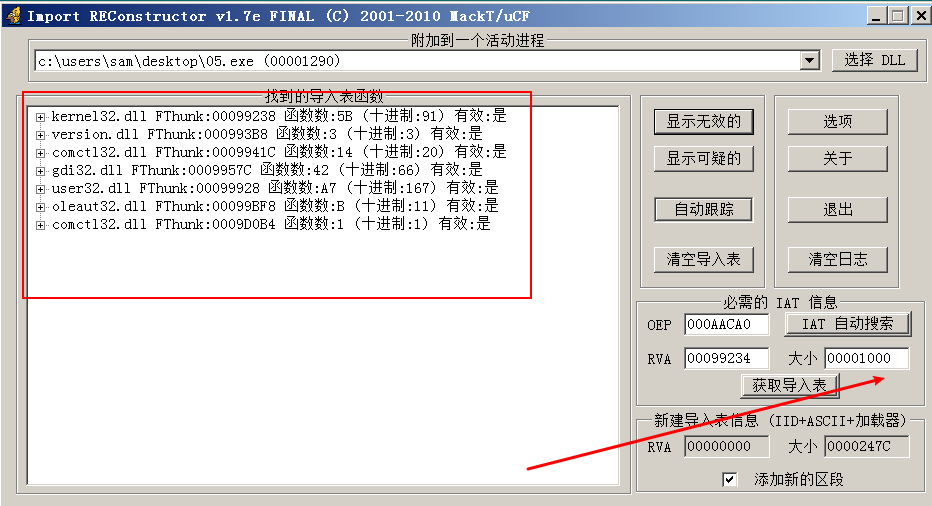 Import REConstructor v1.7e FINAL (C) 2001-2010 MackT/uCF
附加到一个活动进程
c:\users\sam\desktop\05.exe (00001290)
选择 DLL
找到的导入表函数
kernel32.dll FThunk:00099238 函数数:5B (十进制:91) 有效:是
version.dll FThunk:000993B8 函数数:3 (十进制:3) 有效:是
comctl32.dll FThunk:0009941C 函数数:14 (十进制:20) 有效:是
gdi32.dll FThunk:0009957C 函数数:42 (十进制:66) 有效:是
user32.dll FThunk:00099928 函数数:A7 (十进制:167) 有效:是
oleaut32.dll FThunk:00099BF8 函数数:B (十进制:11) 有效:是
comctl32.dll FThunk:0009D0B4 函数数:1 (十进制:1) 有效:是
显示无效的
选项
显示可疑的
关于
自动跟踪
退出
清空导入表
清空日志
必需的 IAT 信息
OEP 000AACA0 IAT 自动搜索
RVA 00099234 大小 00001000
获取导入表
新建导入表信息 (IID+ASCII+加载器)
RVA 00000000 大小 0000247C
添加新的区段